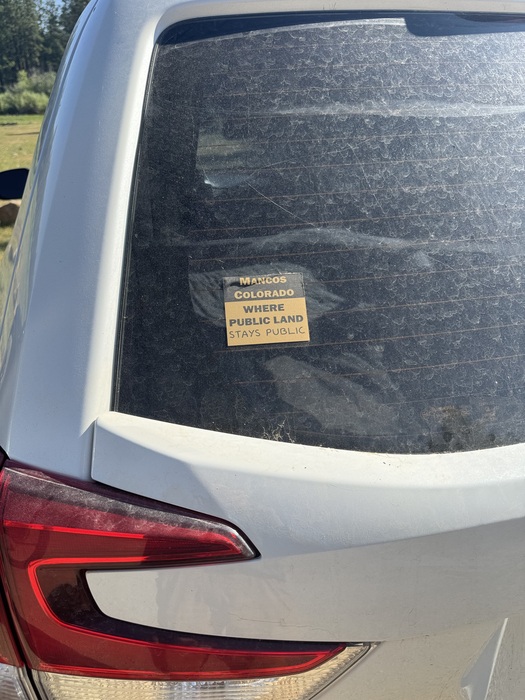 MANCOS
COLORADO
WHERE
PUBLIC LAND
STAYS PUBLIC